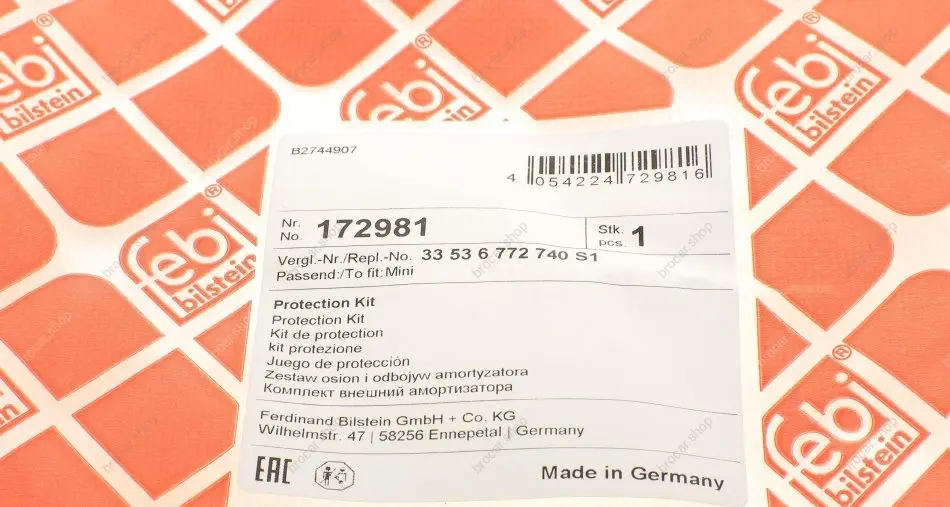 febi
bilstein
febi
bilstein
febi
bilstein
B2744907
4 054224 729816
febi
bilstein
Nr.
No. 172981
Stk.
pcs. 1
Vergl.-Nr./Repl.-No. 33 53 6 772 740 S1
Passend:/To fit: Mini
Protection Kit
Protection Kit
Kit de protection
kit protezione
Juego de protección
Zestaw osion i odbojyw amortyzatora
Комплект внешний амортизатора
Ferdinand Bilstein GmbH + Co. KG
Wilhelmstr. 47 | 58256 Ennepetal | Germany
EAC
Made in Germany
febi
bilstein
brocar.shop